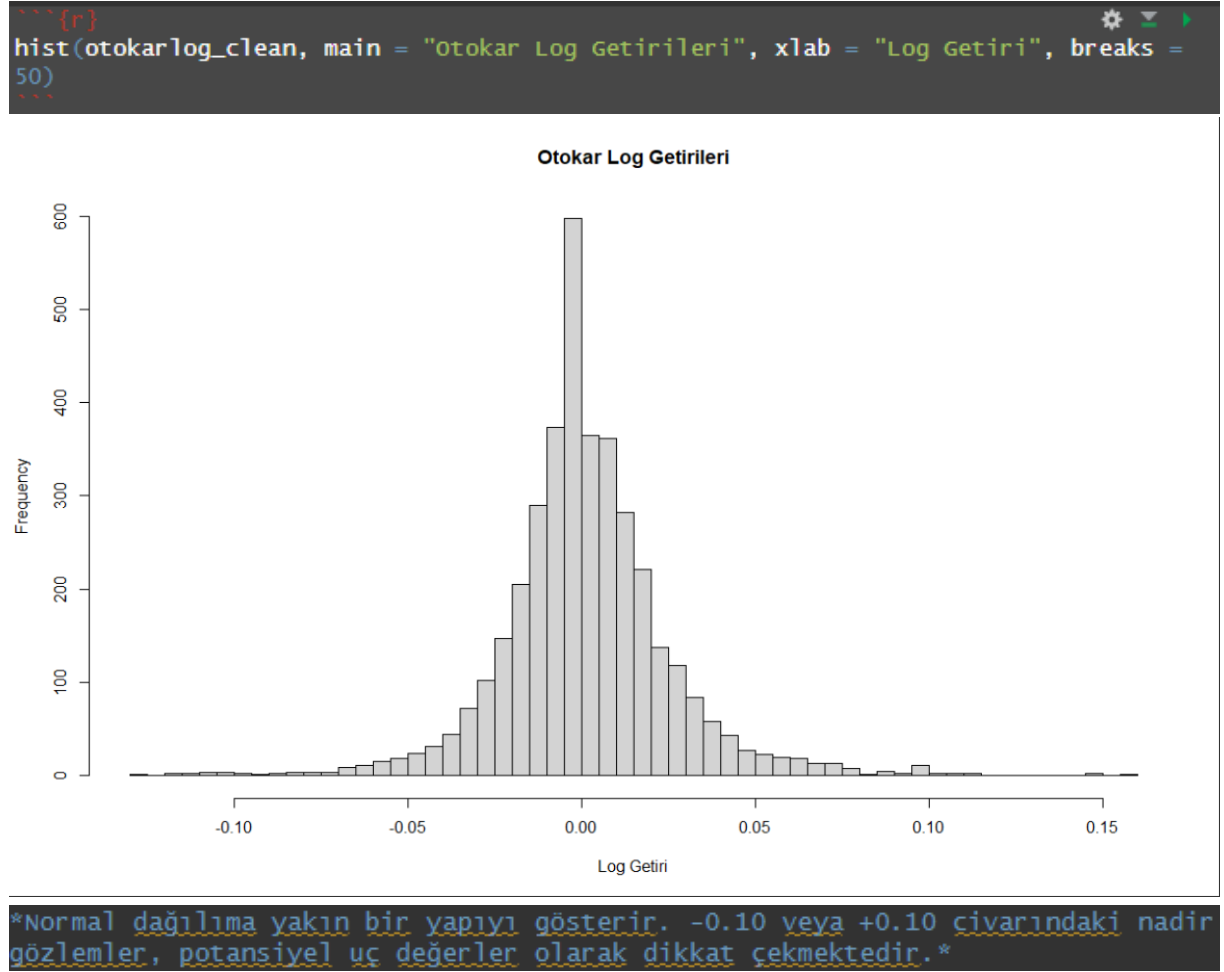 ```{r}
hist(otokarlog_clean, main = "Otokar Log Getirileri", xlab = "Log Getiri", breaks =
50)
```
Otokar Log Getirileri
600
500
400
300
200
100
0
Frequency
-0.10 -0.05 0.00 0.05 0.10 0.15
Log Getiri
*Normal dağılıma yakın bir yapıyı gösterir. -0.10 veya +0.10 civarındaki nadir
gözlemler, potansiyel uç değerler olarak dikkat çekmektedir.*